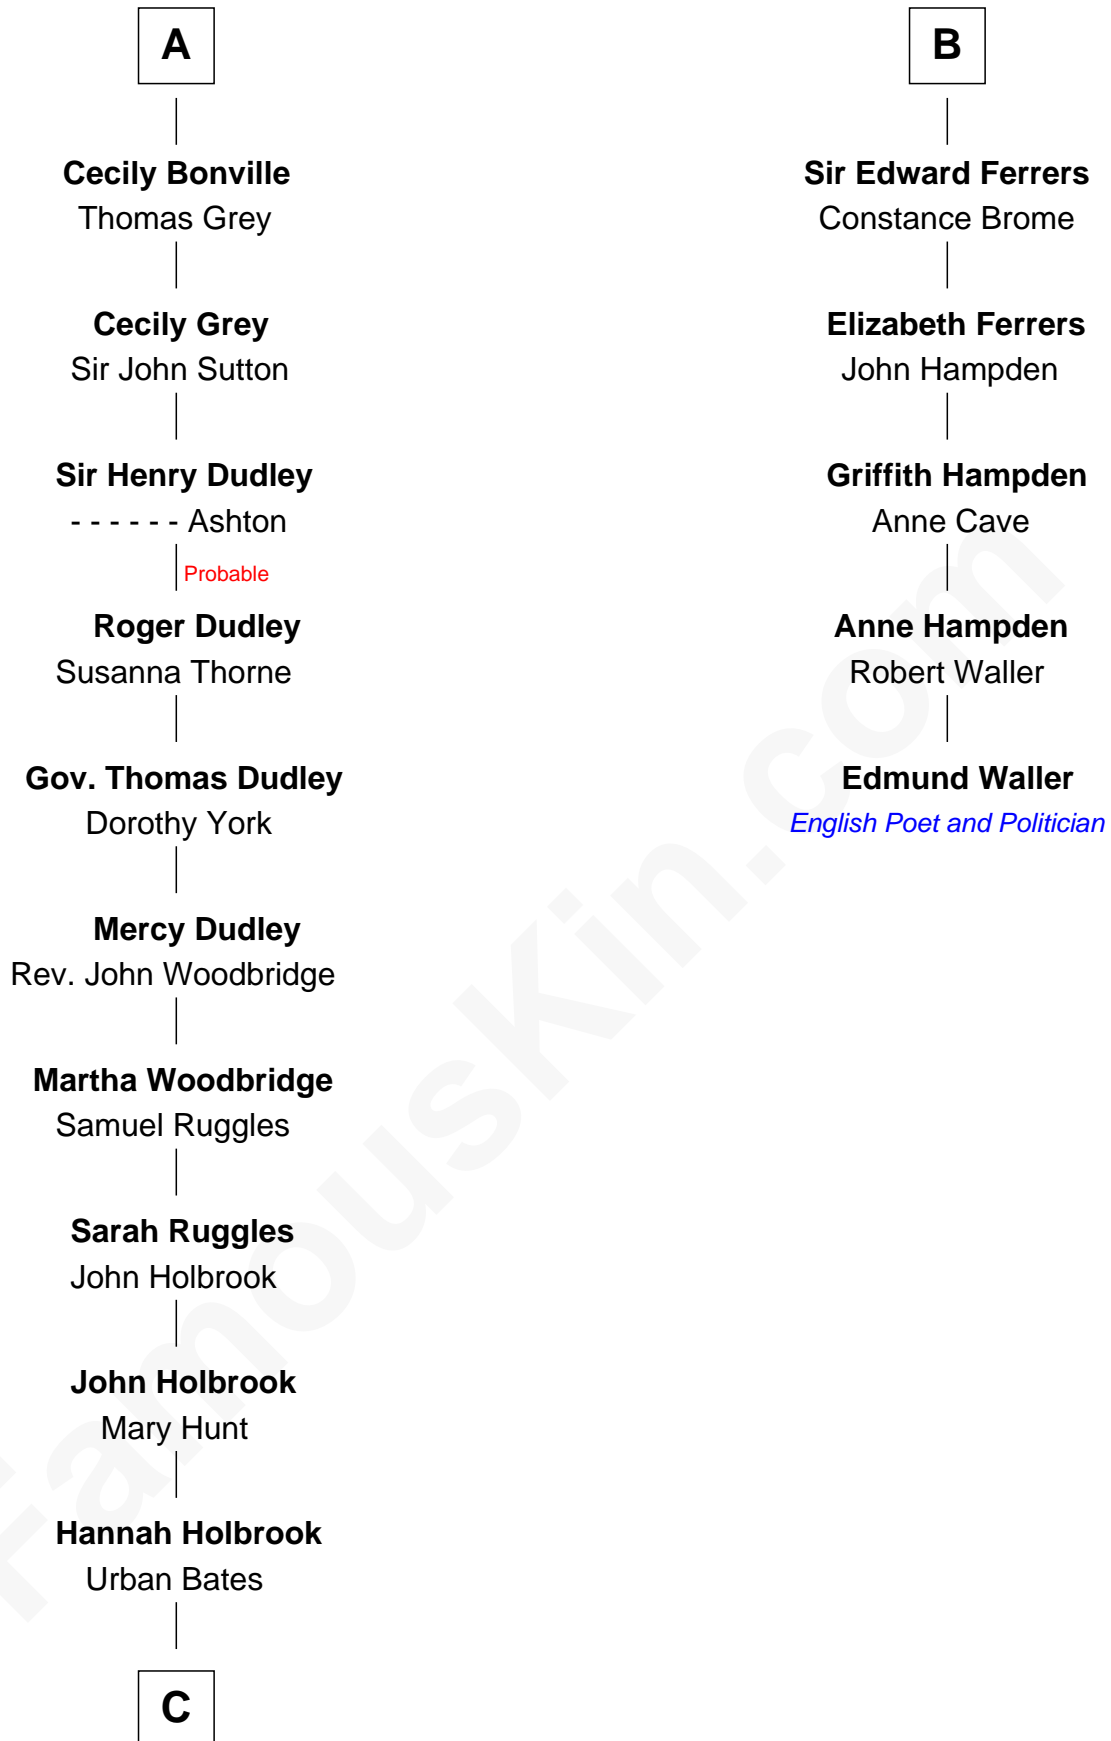 A
Cecily Bonville
Thomas Grey
Cecily Grey
Sir John Sutton
Sir Henry Dudley
- - - - - - Ashton
Probable
Roger Dudley
Susanna Thorne
Gov. Thomas Dudley
Dorothy York
Mercy Dudley
Rev. John Woodbridge
Martha Woodbridge
Samuel Ruggles
Sarah Ruggles
John Holbrook
John Holbrook
Mary Hunt
Hannah Holbrook
Urban Bates
C
B
Sir Edward Ferrers
Constance Brome
Elizabeth Ferrers
John Hampden
Griffith Hampden
Anne Cave
Anne Hampden
Robert Waller
Edmund Waller
English Poet and Politician
FamousKin.com